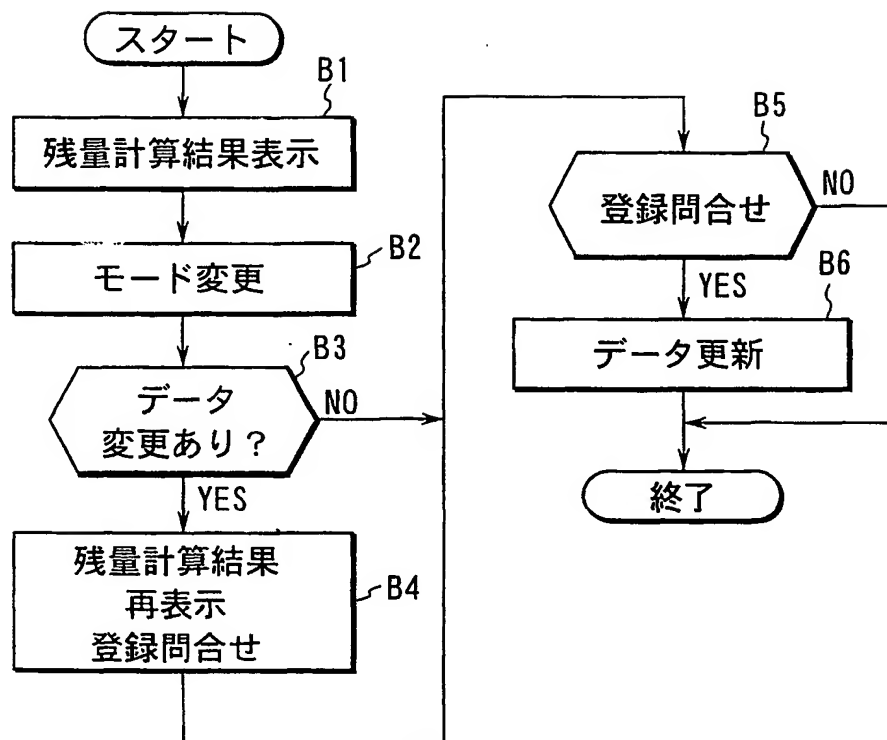 スタート
B1
残量計算結果表示
B2
モード変更
B3
データ
変更あり?
NO
YES
B4
残量計算結果
再表示
登録問合せ
B5
登録問合せ
NO
YES
B6
データ更新
終了